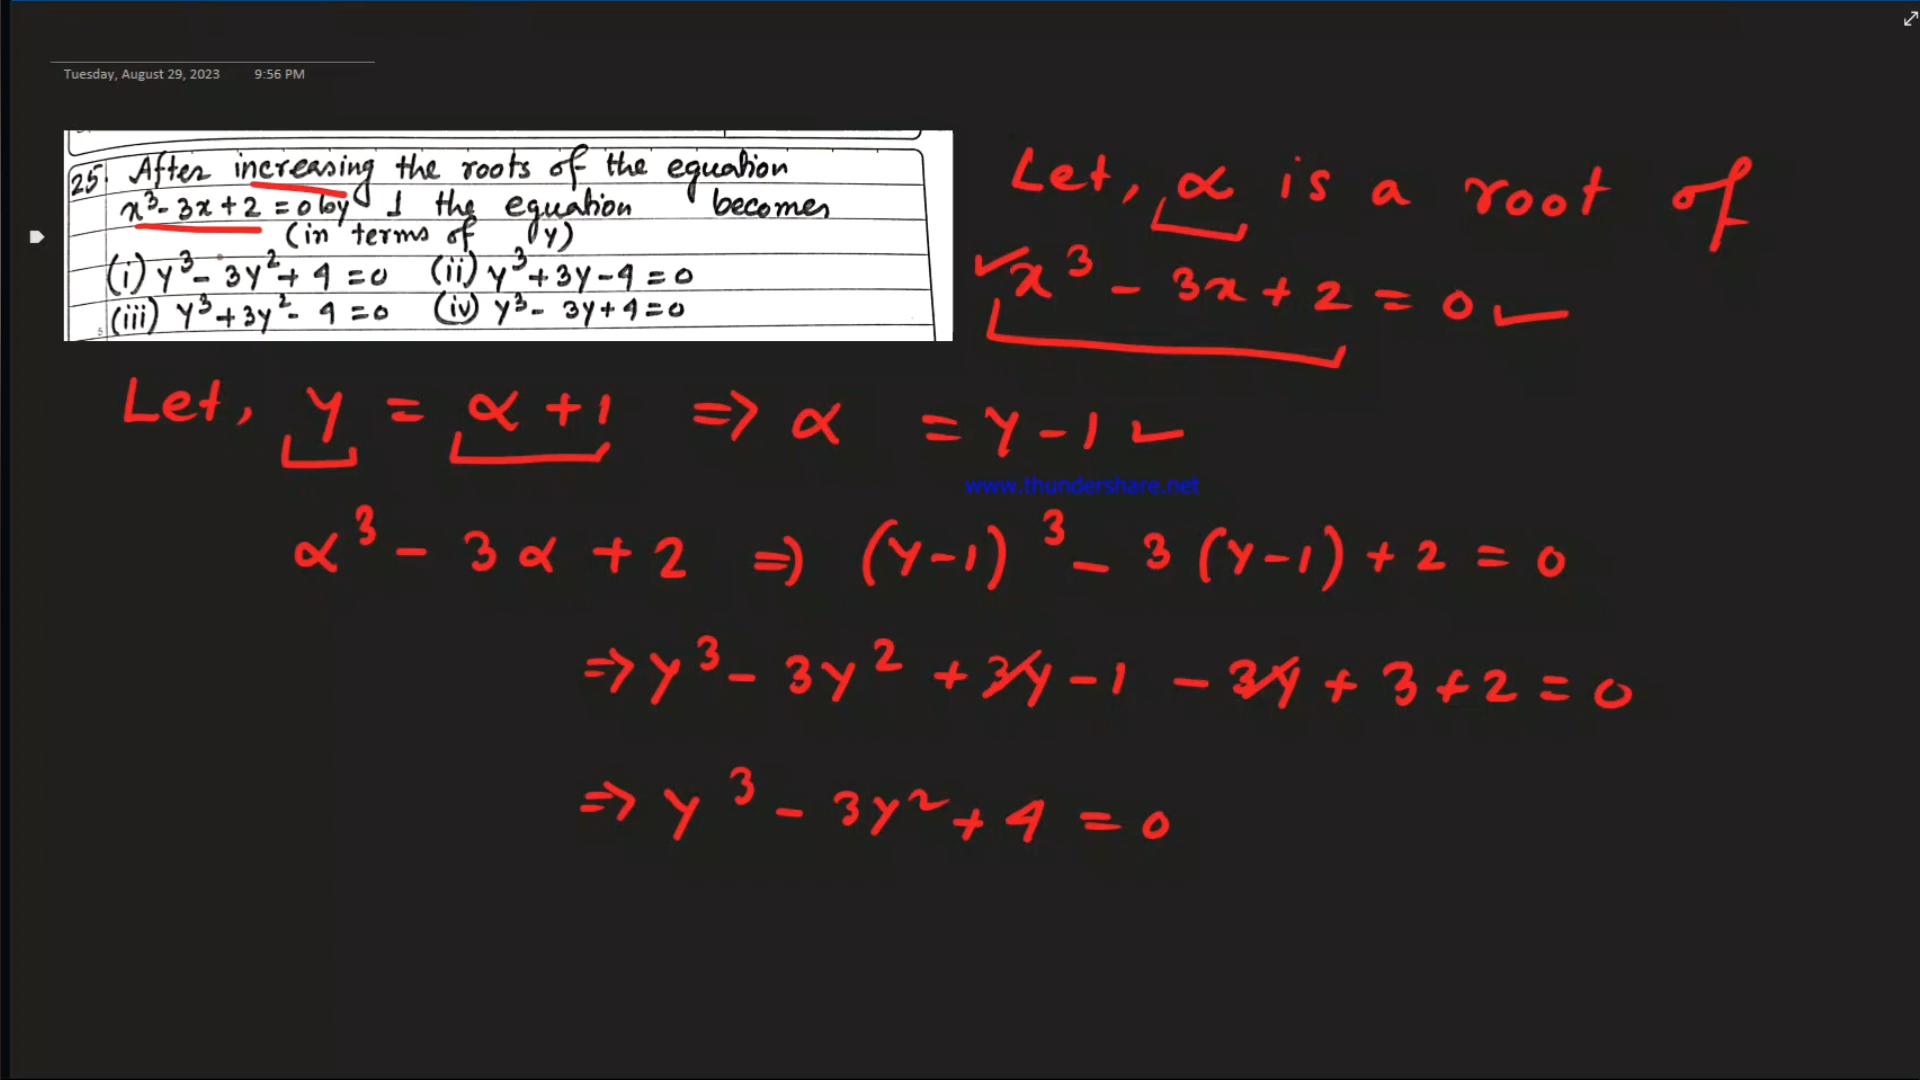 Tuesday, August 29, 2023 9:56 PM
25. After increasing the roots of the equation
x³- 3x + 2 = 0 by 1 the equation becomes
(in terms of y)
(i) y³- 3y²+ 4 = 0 (ii) y³+ 3y - 4 = 0
(iii) y³+ 3y²- 4 = 0 (iv) y³- 3y + 4 = 0
Let, α is a root of
x³ - 3x + 2 = 0
Let, y = α + 1 => α = y - 1
www.thundershare.net
α³ - 3α + 2 => (y-1)³ - 3(y-1) + 2 = 0
=> y³ - 3y² + 3y - 1 - 3y + 3 + 2 = 0
=> y³ - 3y² + 4 = 0